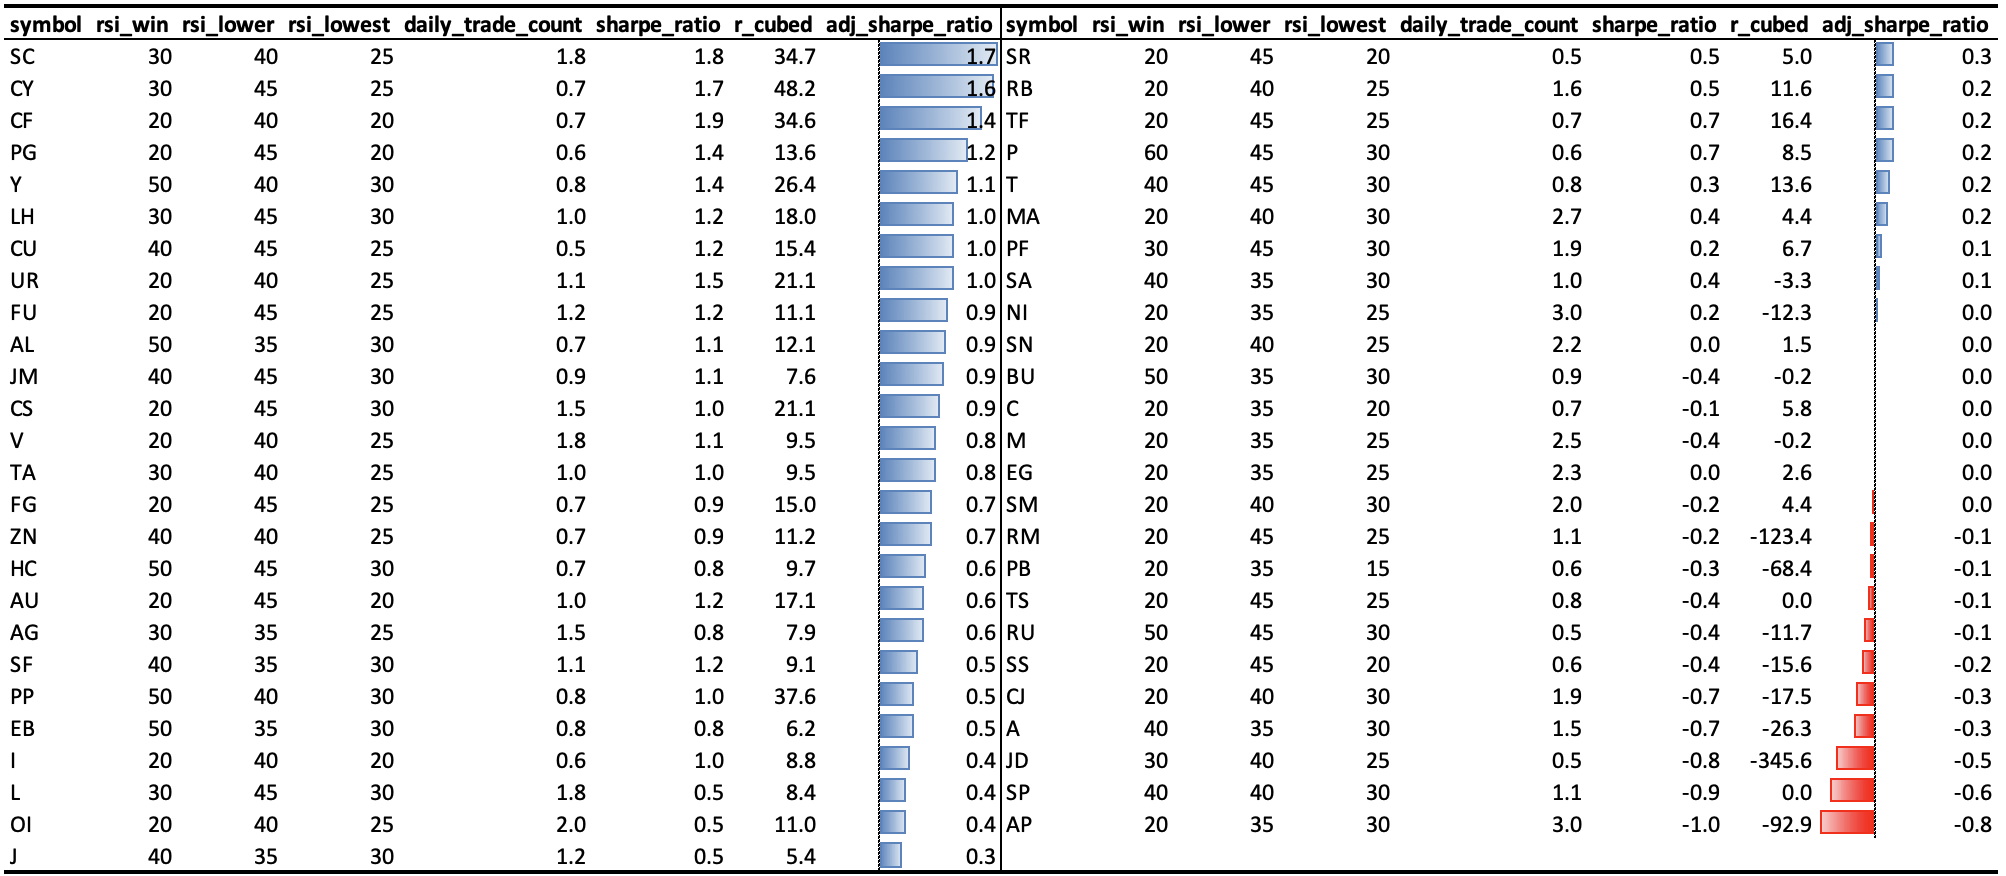 symbol rsi_win rsi_lower rsi_lowest daily_trade_count sharpe_ratio r_cubed adj_sharpe_ratio symbol rsi_win rsi_lower rsi_lowest daily_trade_count sharpe_ratio r_cubed adj_sharpe_ratio
SC 30 40 25 1.8 1.8 34.7 1.7 SR 20 45 20 0.5 0.5 5.0 0.3
CY 30 45 25 0.7 1.7 48.2 1.6 RB 20 40 25 1.6 0.5 11.6 0.2
CF 20 40 20 0.7 1.9 34.6 1.4 TF 20 45 25 0.7 0.7 16.4 0.2
PG 20 45 20 0.6 1.4 13.6 1.2 P 60 45 30 0.6 0.7 8.5 0.2
Y 50 40 30 0.8 1.4 26.4 1.1 T 40 45 30 0.8 0.3 13.6 0.2
LH 30 45 30 1.0 1.2 18.0 1.0 MA 20 40 30 2.7 0.4 4.4 0.2
CU 40 45 25 0.5 1.2 15.4 1.0 PF 30 45 30 1.9 0.2 6.7 0.1
UR 20 40 25 1.1 1.5 21.1 1.0 SA 40 35 30 1.0 0.4 -3.3 0.1
FU 20 45 25 1.2 1.2 11.1 0.9 NI 20 35 25 3.0 0.2 -12.3 0.0
AL 50 35 30 0.7 1.1 12.1 0.9 SN 20 40 25 2.2 0.0 1.5 0.0
JM 40 45 30 0.9 1.1 7.6 0.9 BU 50 35 30 0.9 -0.4 -0.2 0.0
CS 20 45 30 1.5 1.0 21.1 0.9 C 20 35 20 0.7 -0.1 5.8 0.0
V 20 40 25 1.8 1.1 9.5 0.8 M 20 35 25 2.5 -0.4 -0.2 0.0
TA 30 40 25 1.0 1.0 9.5 0.8 EG 20 35 25 2.3 0.0 2.6 0.0
FG 20 45 25 0.7 0.9 15.0 0.7 SM 20 40 30 2.0 -0.2 4.4 0.0
ZN 40 40 25 0.7 0.9 11.2 0.7 RM 20 45 25 1.1 -0.2 -123.4 -0.1
HC 50 45 30 0.7 0.8 9.7 0.6 PB 20 35 15 0.6 -0.3 -68.4 -0.1
AU 20 45 20 1.0 1.2 17.1 0.6 TS 20 45 25 0.8 -0.4 0.0 -0.1
AG 30 35 25 1.5 0.8 7.9 0.6 RU 50 45 30 0.5 -0.4 -11.7 -0.1
SF 40 35 30 1.1 1.2 9.1 0.5 SS 20 45 20 0.6 -0.4 -15.6 -0.2
PP 50 40 30 0.8 1.0 37.6 0.5 CJ 20 40 30 1.9 -0.7 -17.5 -0.3
EB 50 35 30 0.8 0.8 6.2 0.5 A 40 35 30 1.5 -0.7 -26.3 -0.3
I 20 40 20 0.6 1.0 8.8 0.4 JD 30 40 25 0.5 -0.8 -345.6 -0.5
L 30 45 30 1.8 0.5 8.4 0.4 SP 40 40 30 1.1 -0.9 0.0 -0.6
OI 20 40 25 2.0 0.5 11.0 0.4 AP 20 35 30 3.0 -1.0 -92.9 -0.8
J 40 35 30 1.2 0.5 5.4 0.3